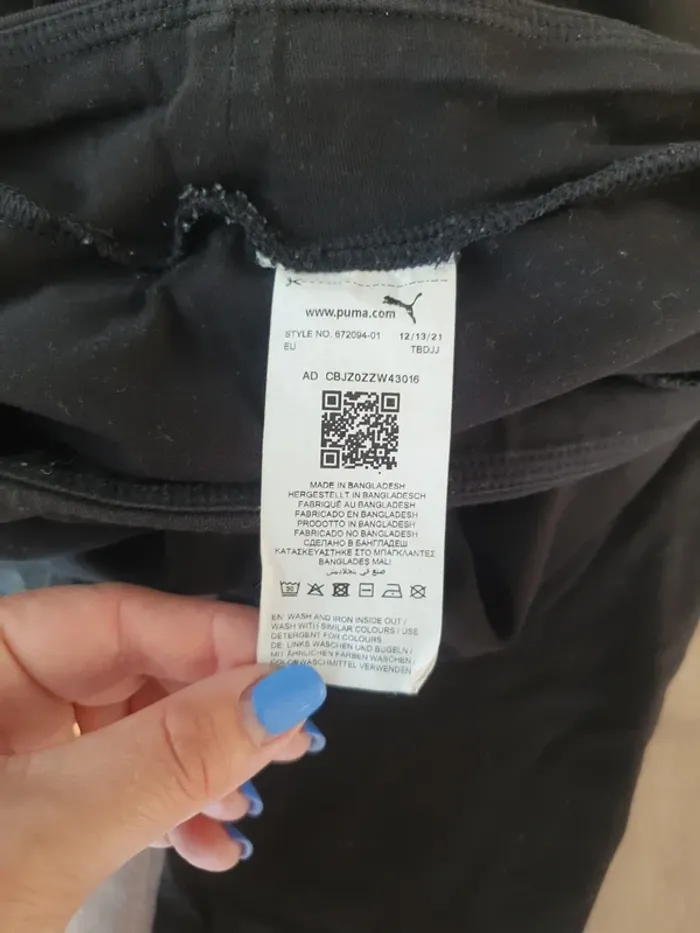 www.puma.com
STYLE NO. 672094-01 12/13/21
EU TBDJJ
AD CBJZ0ZZW43016
MADE IN BANGLADESH
HERGESTELLT IN BANGLADESCH
FABRIQUÉ AU BANGLADESH
FABRICADO EN BANGLADESH
PRODOTTO IN BANGLADESH
FABRICADO NO BANGLADESH
СДЕЛАНО В БАНГЛАДЕШ
ΚΑΤΑΣΚΕΥΑΣΤΗΚΕ ΣΤΟ ΜΠΑΓΚΛΑΝΤΕΣ
BANGLADEŞ MALI
صنع في بنجلاديش
30
EN: WASH AND IRON INSIDE OUT /
WASH WITH SIMILAR COLOURS / USE
DETERGENT FOR COLOURS
DE: LINKS WASCHEN UND BÜGELN /
MIT ÄHNLICHEN FARBEN WASCHEN /
COLORWASCHMITTEL VERWENDEN